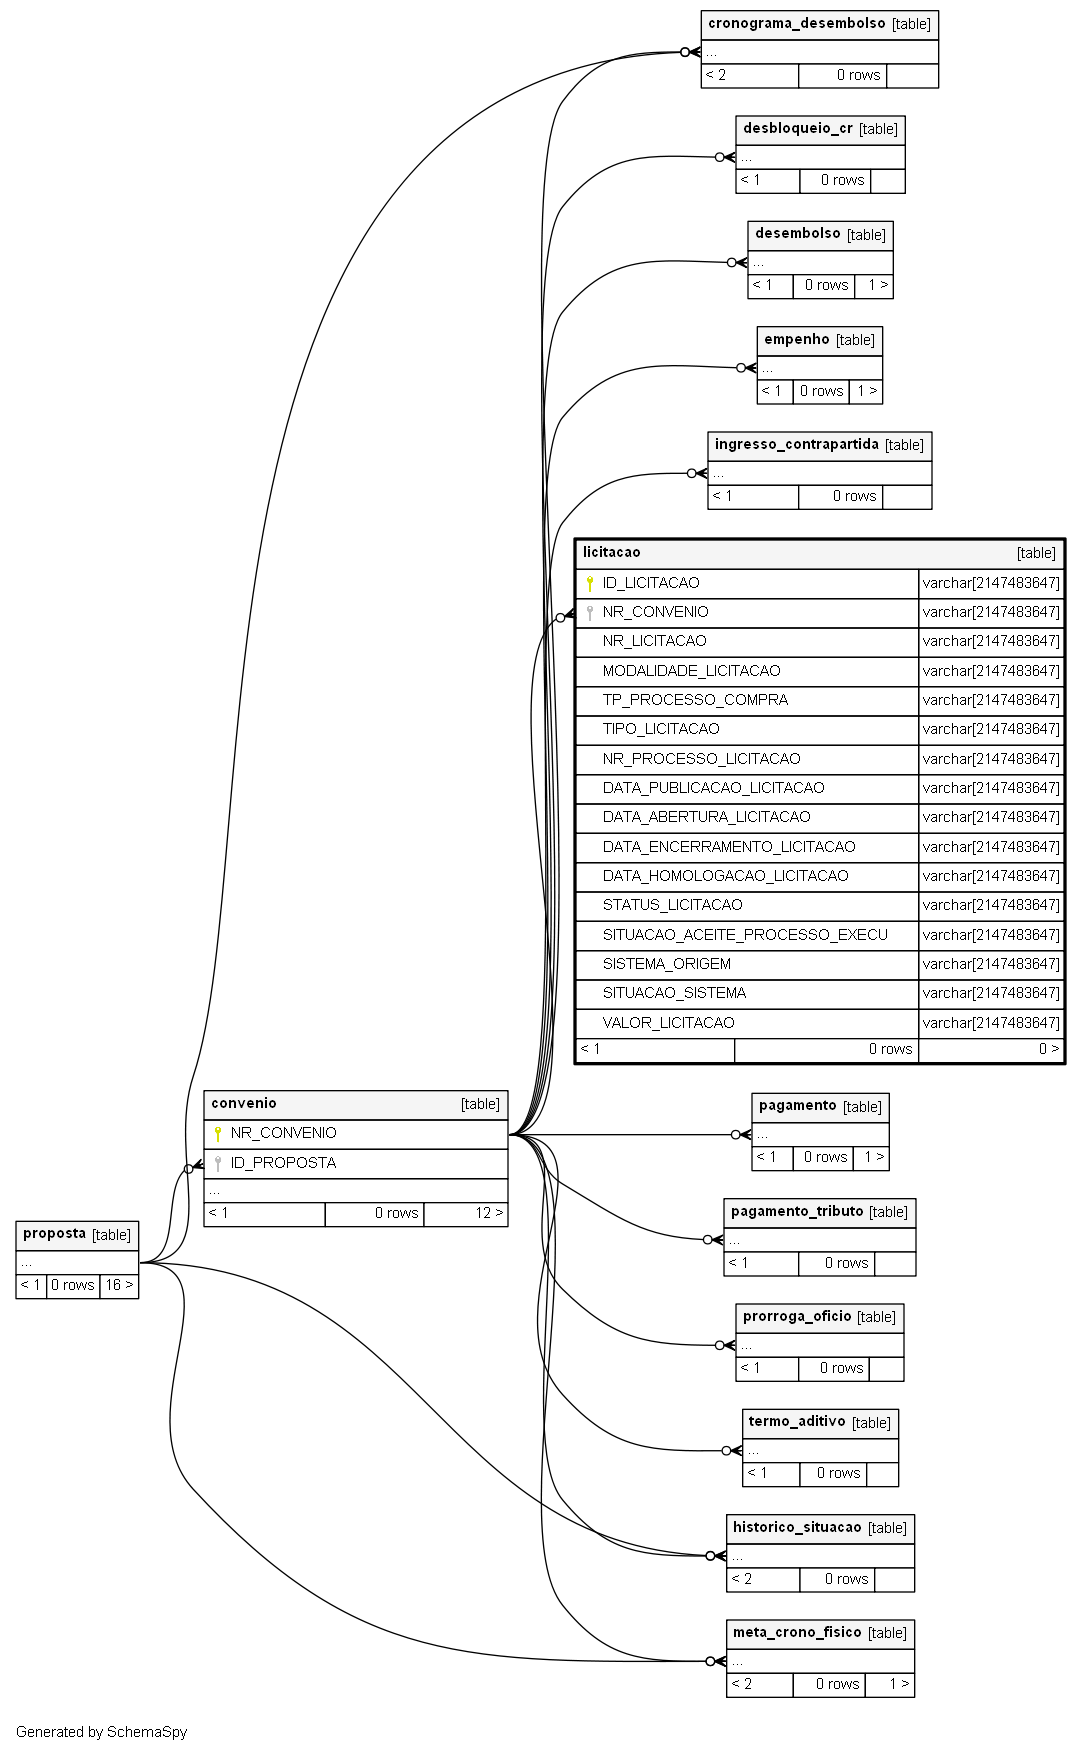 cronograma_desembolso [table]
...
< 2 0 rows
desbloqueio_cr [table]
...
< 1 0 rows
desembolso [table]
...
< 1 0 rows 1 >
empenho [table]
...
< 1 0 rows 1 >
ingresso_contrapartida [table]
...
< 1 0 rows
licitacao [table]
ID_LICITACAO varchar[2147483647]
NR_CONVENIO varchar[2147483647]
NR_LICITACAO varchar[2147483647]
MODALIDADE_LICITACAO varchar[2147483647]
TP_PROCESSO_COMPRA varchar[2147483647]
TIPO_LICITACAO varchar[2147483647]
NR_PROCESSO_LICITACAO varchar[2147483647]
DATA_PUBLICACAO_LICITACAO varchar[2147483647]
DATA_ABERTURA_LICITACAO varchar[2147483647]
DATA_ENCERRAMENTO_LICITACAO varchar[2147483647]
DATA_HOMOLOGACAO_LICITACAO varchar[2147483647]
STATUS_LICITACAO varchar[2147483647]
SITUACAO_ACEITE_PROCESSO_EXECU varchar[2147483647]
SISTEMA_ORIGEM varchar[2147483647]
SITUACAO_SISTEMA varchar[2147483647]
VALOR_LICITACAO varchar[2147483647]
< 1 0 rows 0 >
convenio [table]
NR_CONVENIO
ID_PROPOSTA
...
< 1 0 rows 12 >
proposta [table]
...
< 1 0 rows 16 >
pagamento [table]
...
< 1 0 rows 1 >
pagamento_tributo [table]
...
< 1 0 rows
prorroga_oficio [table]
...
< 1 0 rows
termo_aditivo [table]
...
< 1 0 rows
historico_situacao [table]
...
< 2 0 rows
meta_crono_fisico [table]
...
< 2 0 rows 1 >
Generated by SchemaSpy